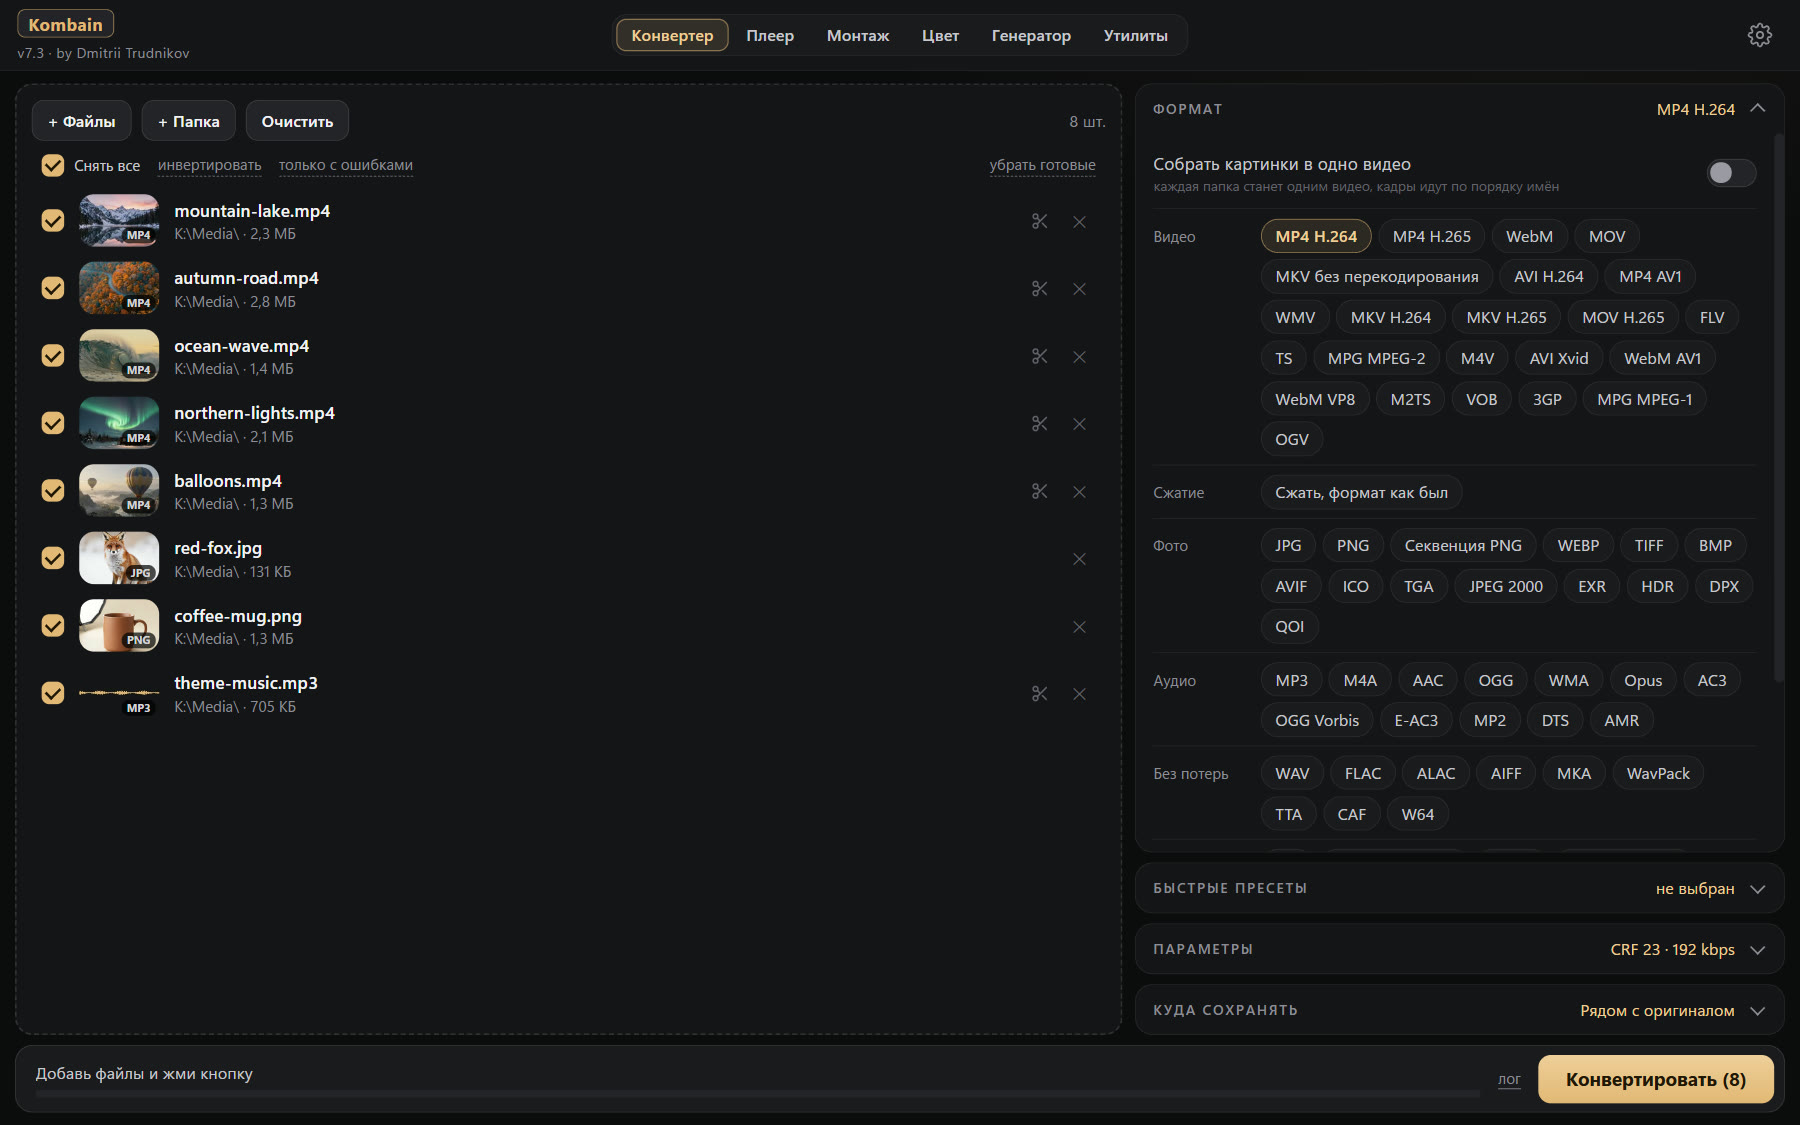 Kombain
v7.3 · by Dmitrii Trudnikov
Конвертер Плеер Монтаж Цвет Генератор Утилиты
+ Файлы + Папка Очистить 8 шт.
Снять все инвертировать только с ошибками убрать готовые
mountain-lake.mp4
MP4 K:\Media\ · 2,3 МБ
autumn-road.mp4
MP4 K:\Media\ · 2,8 МБ
ocean-wave.mp4
MP4 K:\Media\ · 1,4 МБ
northern-lights.mp4
MP4 K:\Media\ · 2,1 МБ
balloons.mp4
MP4 K:\Media\ · 1,3 МБ
red-fox.jpg
JPG K:\Media\ · 131 КБ
coffee-mug.png
PNG K:\Media\ · 1,3 МБ
theme-music.mp3
MP3 K:\Media\ · 705 КБ
ФОРМАТ MP4 H.264
Собрать картинки в одно видео
каждая папка станет одним видео, кадры идут по порядку имён
Видео MP4 H.264 MP4 H.265 WebM MOV
MKV без перекодирования AVI H.264 MP4 AV1
WMV MKV H.264 MKV H.265 MOV H.265 FLV
TS MPG MPEG-2 M4V AVI Xvid WebM AV1
WebM VP8 M2TS VOB 3GP MPG MPEG-1
OGV
Сжатие Сжать, формат как был
Фото JPG PNG Секвенция PNG WEBP TIFF BMP
AVIF ICO TGA JPEG 2000 EXR HDR DPX
QOI
Аудио MP3 M4A AAC OGG WMA Opus AC3
OGG Vorbis E-AC3 MP2 DTS AMR
Без потерь WAV FLAC ALAC AIFF MKA WavPack
TTA CAF W64
БЫСТРЫЕ ПРЕСЕТЫ не выбран
ПАРАМЕТРЫ CRF 23 · 192 kbps
КУДА СОХРАНЯТЬ Рядом с оригиналом
Добавь файлы и жми кнопку лог Конвертировать (8)